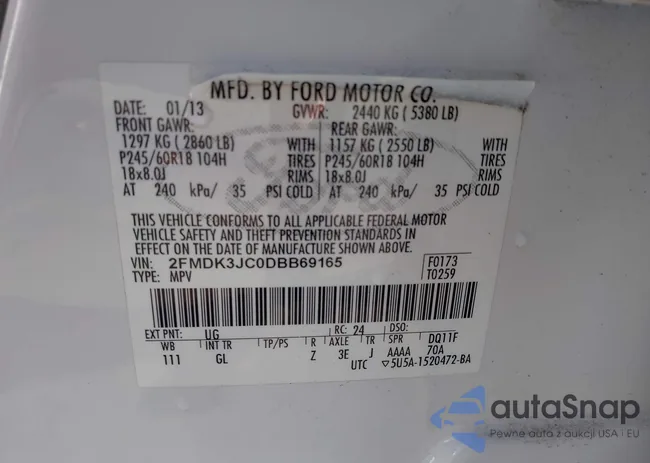 MFD. BY FORD MOTOR CO.
DATE: 01/13 GVWR: 2440 KG ( 5380 LB)
FRONT GAWR: REAR GAWR:
1297 KG ( 2860 LB) WITH 1157 KG ( 2550 LB) WITH
P245/60R18 104H TIRES P245/60R18 104H TIRES
18x8.0J RIMS 18x8.0J RIMS
AT 240 kPa/ 35 PSI COLD AT 240 kPa/ 35 PSI COLD
THIS VEHICLE CONFORMS TO ALL APPLICABLE FEDERAL MOTOR
VEHICLE SAFETY AND THEFT PREVENTION STANDARDS IN
EFFECT ON THE DATE OF MANUFACTURE SHOWN ABOVE.
VIN: 2FMDK3JC0DBB69165 F0173
TYPE: MPV T0259
EXT PNT: UG RC: 24 DSO: DQ11F
WB INT TR TP/PS R AXLE TR SPR 70A
111 GL Z 3E J AAAA
UTC ▽5U5A-1520472-BA
autaSnap
Pewne auta z aukcji USA i EU